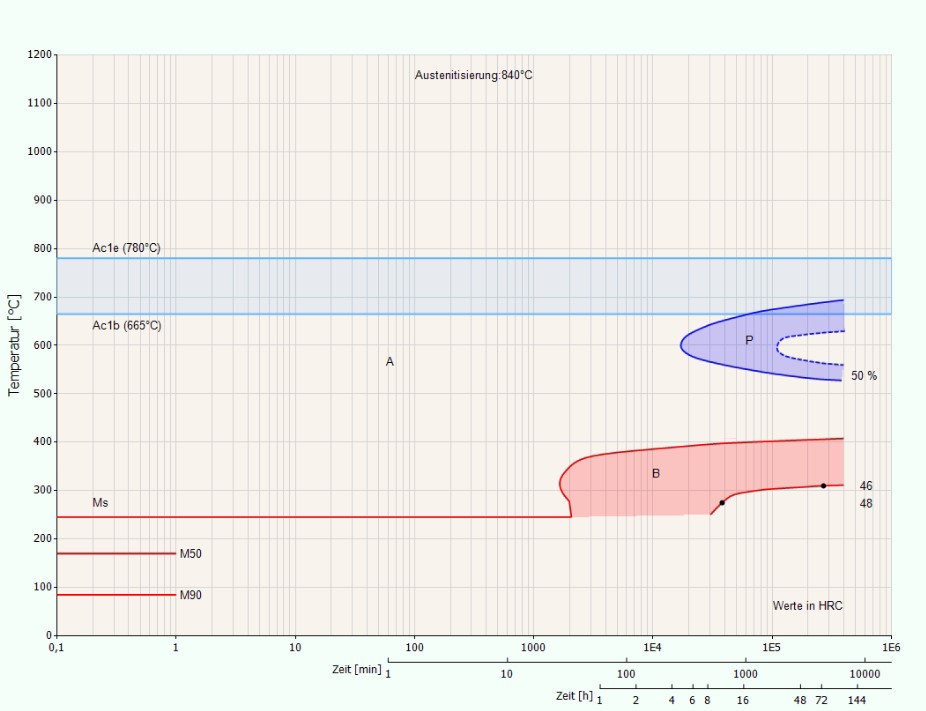 1200
Austenitisierung:840°C
1100
1000
900
Ac1e (780°C)
800
700
Ac1b (665°C)
P
600
A
50 %
500
400
B
46
300
Ms
48
200
M50
100
M90
Werte in HRC
0
Temperatur [°C]
0,1 1 10 100 1000 1E4 1E5 1E6
Zeit [min] 1 10 100 1000 10000
Zeit [h] 1 2 4 6 8 16 48 72 144